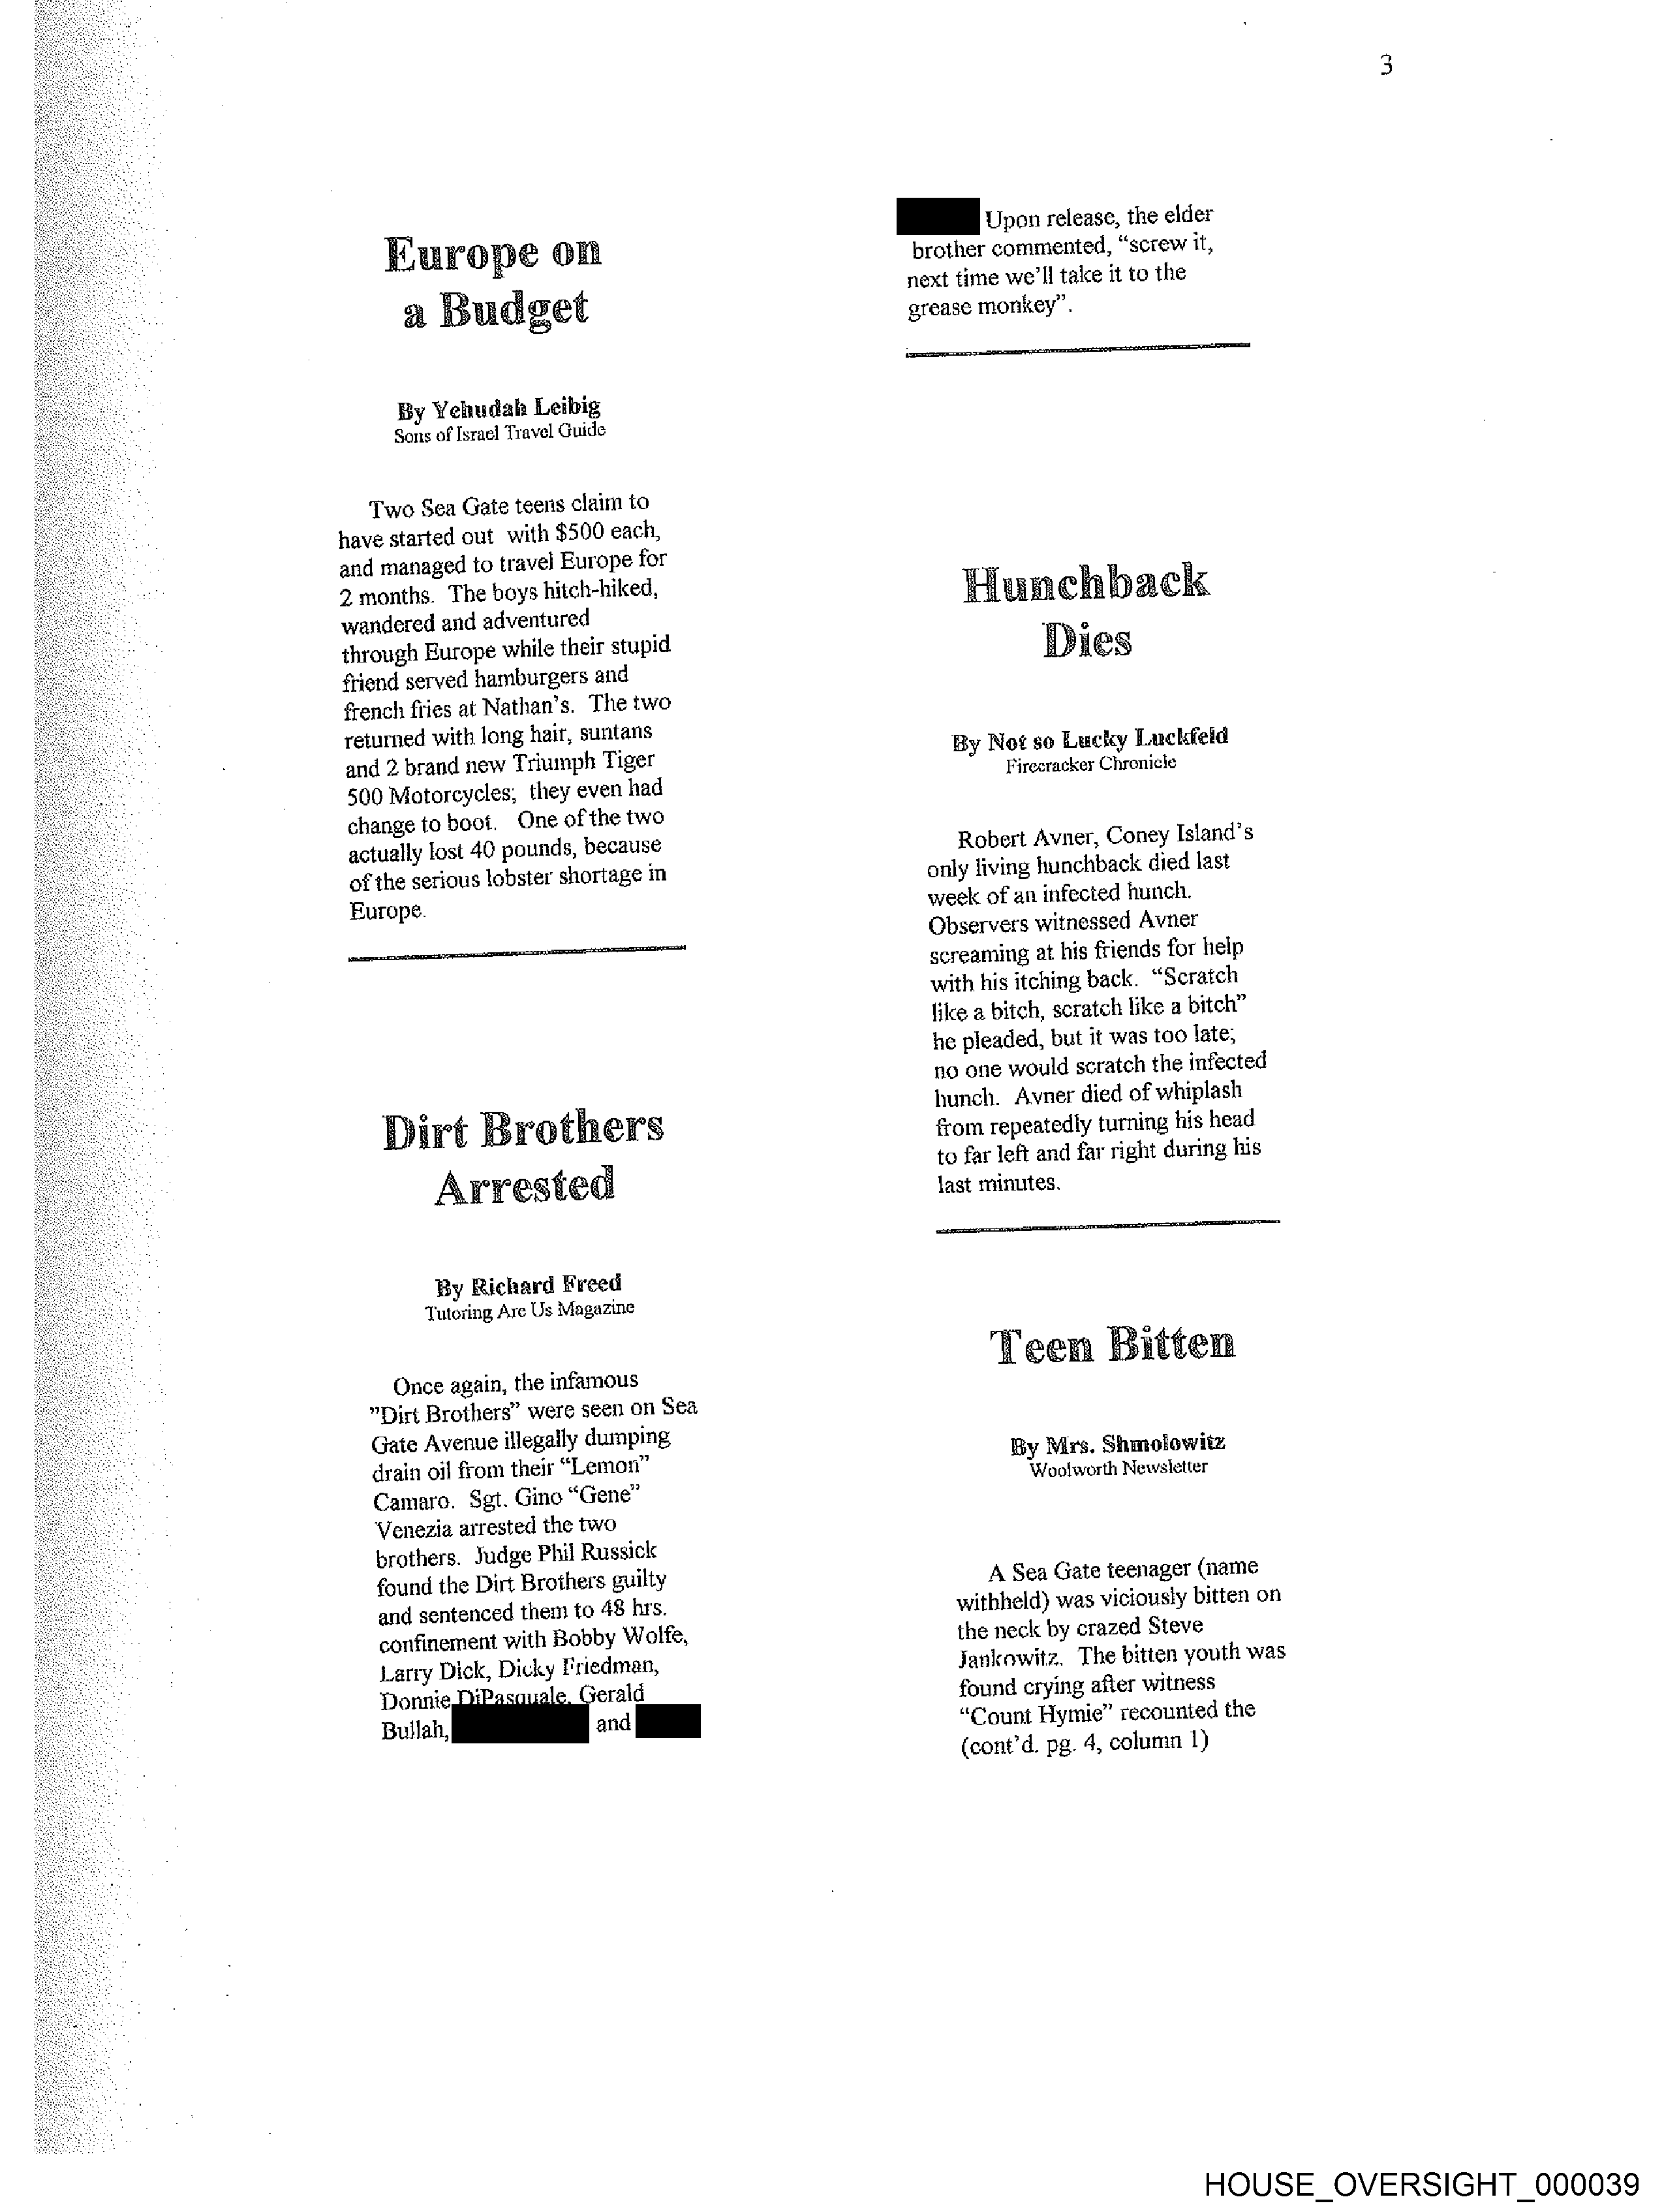 3
Europe on
a Budget
By Yehudah Leibig
Sons of Israel Travel Guide
Two Sea Gate teens claim to
have started out with $500 each,
and managed to travel Europe for
2 months. The boys hitch-hiked,
wandered and adventured
through Europe while their stupid
friend served hamburgers and
french fries at Nathan's. The two
returned with long hair, suntans
and 2 brand new Triumph Tiger
500 Motorcycles; they even had
change to boot. One of the two
actually lost 40 pounds, because
of the serious lobster shortage in
Europe.
Dirt Brothers
Arrested
By Richard Freed
Tutoring Are Us Magazine
Once again, the infamous
"Dirt Brothers" were seen on Sea
Gate Avenue illegally dumping
drain oil from their "Lemon"
Camaro. Sgt. Gino "Gene"
Venezia arrested the two
brothers. Judge Phil Russick
found the Dirt Brothers guilty
and sentenced them to 48 hrs.
confinement with Bobby Wolfe,
Larry Dick, Dicky Friedman,
Donnie DiPasquale, Gerald
Bullah, and
Upon release, the elder
brother commented, "screw it,
next time we'll take it to the
grease monkey".
Hunchback
Dies
By Not so Lucky Luckfeld
Firecracker Chronicle
Robert Avner, Coney Island's
only living hunchback died last
week of an infected hunch.
Observers witnessed Avner
screaming at his friends for help
with his itching back. "Scratch
like a bitch, scratch like a bitch"
he pleaded, but it was too late;
no one would scratch the infected
hunch. Avner died of whiplash
from repeatedly turning his head
to far left and far right during his
last minutes.
Teen Bitten
By Mrs. Shmolowitz
Woolworth Newsletter
A Sea Gate teenager (name
withheld) was viciously bitten on
the neck by crazed Steve
Jankowitz. The bitten youth was
found crying after witness
"Count Hymie" recounted the
(cont'd. pg. 4, column 1)
HOUSE_OVERSIGHT_000039